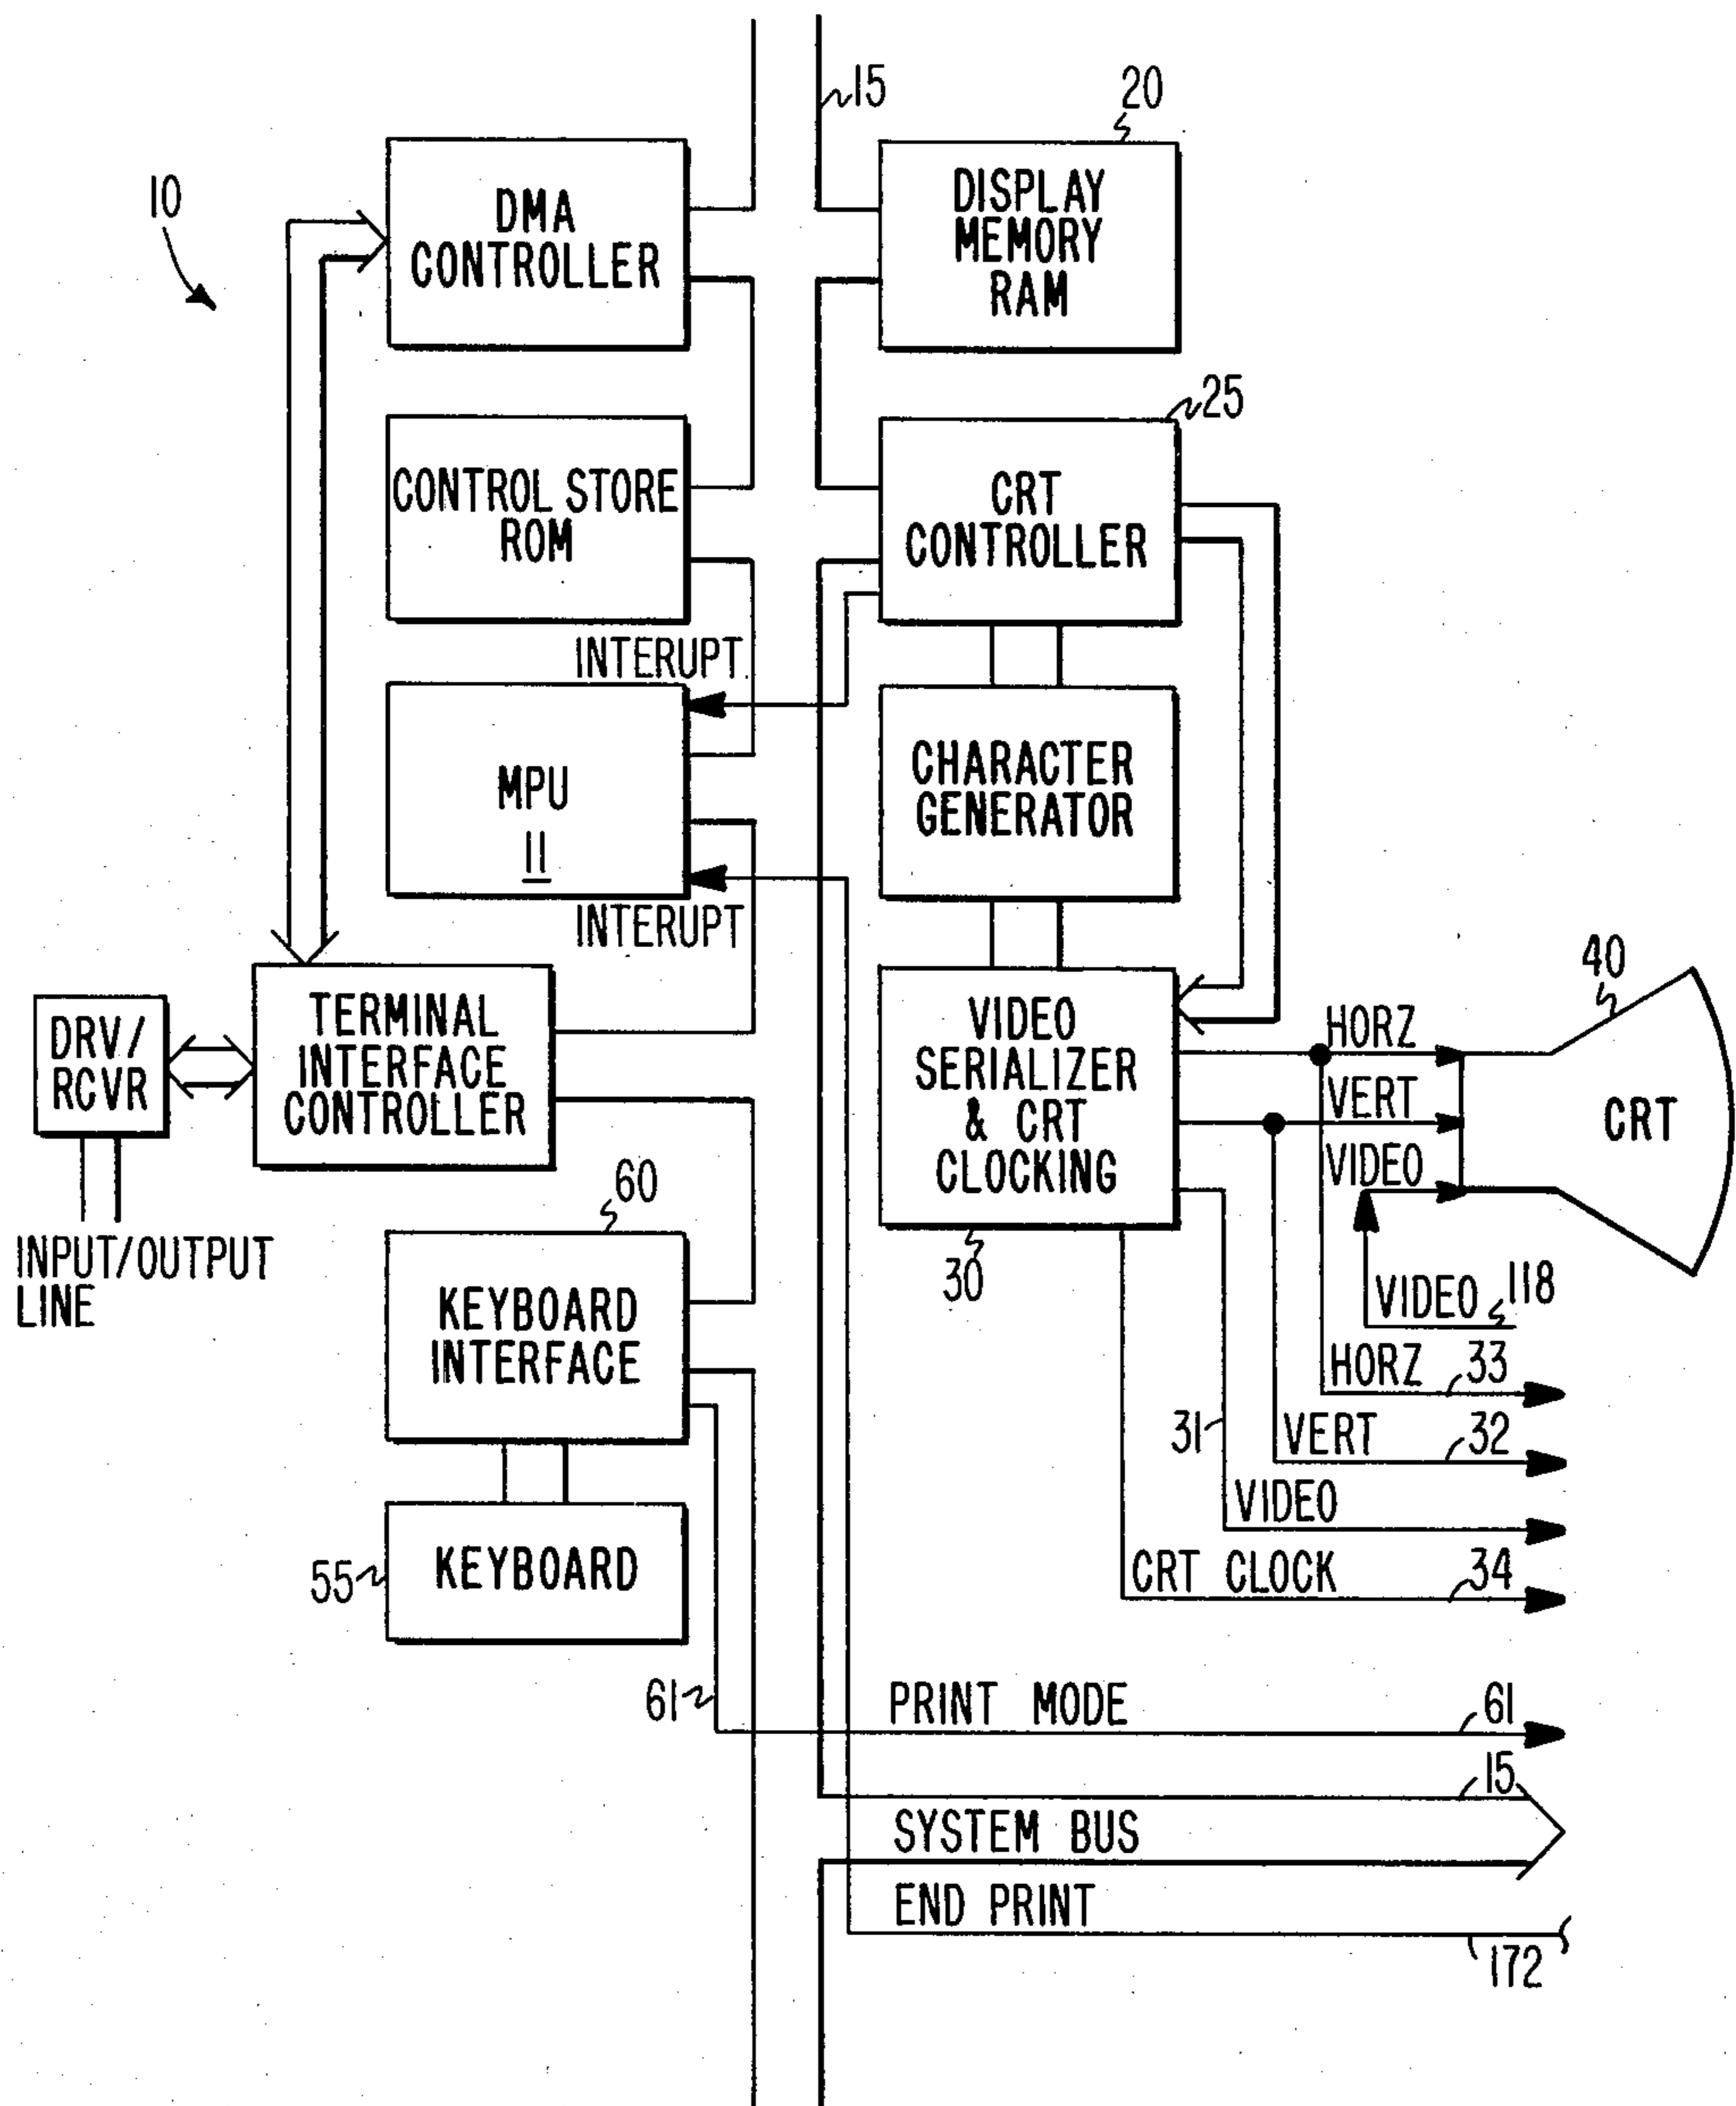 15
20
10
DMA
CONTROLLER
DISPLAY
MEMORY
RAM
25
CONTROL STORE
ROM
CRT
CONTROLLER
INTERUPT
MPU
11
CHARACTER
GENERATOR
INTERUPT
40
DRV/
RCVR
TERMINAL
INTERFACE
CONTROLLER
VIDEO
SERIALIZER
& CRT
CLOCKING
HORZ
VERT
VIDEO
CRT
INPUT/OUTPUT
LINE
60
30
KEYBOARD
INTERFACE
VIDEO
118
HORZ
33
31
VERT
32
VIDEO
55
KEYBOARD
CRT CLOCK
34
61
PRINT MODE
61
15
SYSTEM BUS
END PRINT
172